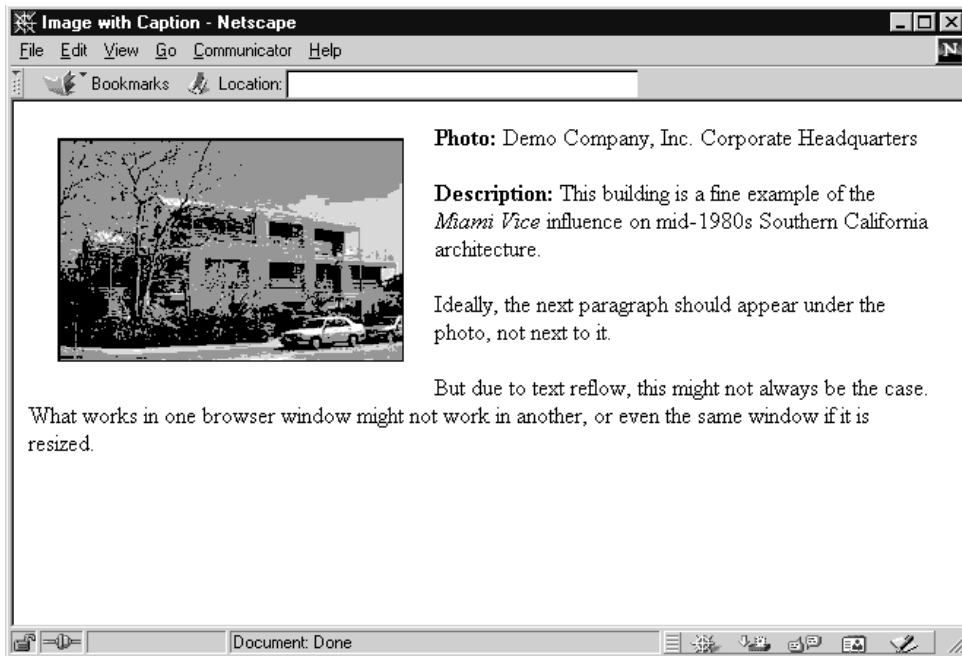 Image with Caption - Netscape
File Edit View Go Communicator Help
N
Bookmarks Location:
Photo: Demo Company, Inc. Corporate Headquarters
Description: This building is a fine example of the
Miami Vice influence on mid-1980s Southern California
architecture.
Ideally, the next paragraph should appear under the
photo, not next to it.
But due to text reflow, this might not always be the case.
What works in one browser window might not work in another, or even the same window if it is
resized.
Document: Done